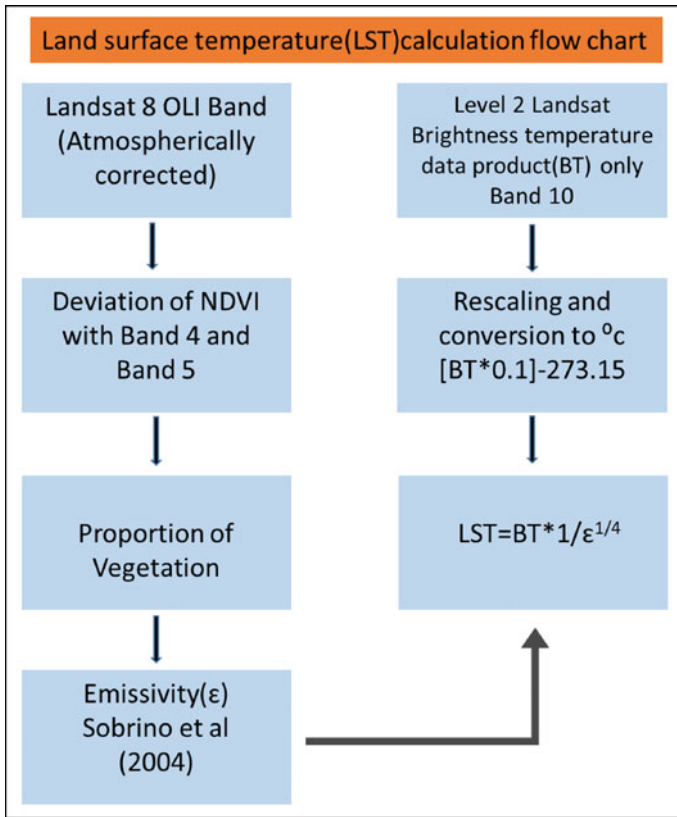 Land surface temperature(LST)calculation flow chart
Landsat 8 OLI Band
(Atmospherically
corrected)
Deviation of NDVI
with Band 4 and
Band 5
Proportion of
Vegetation
Emissivity(ε)
Sobrino et al
(2004)
Level 2 Landsat
Brightness temperature
data product(BT) only
Band 10
Rescaling and
conversion to ⁰c
[BT*0.1]-273.15
LST=BT*1/ε¹ᐟ⁴